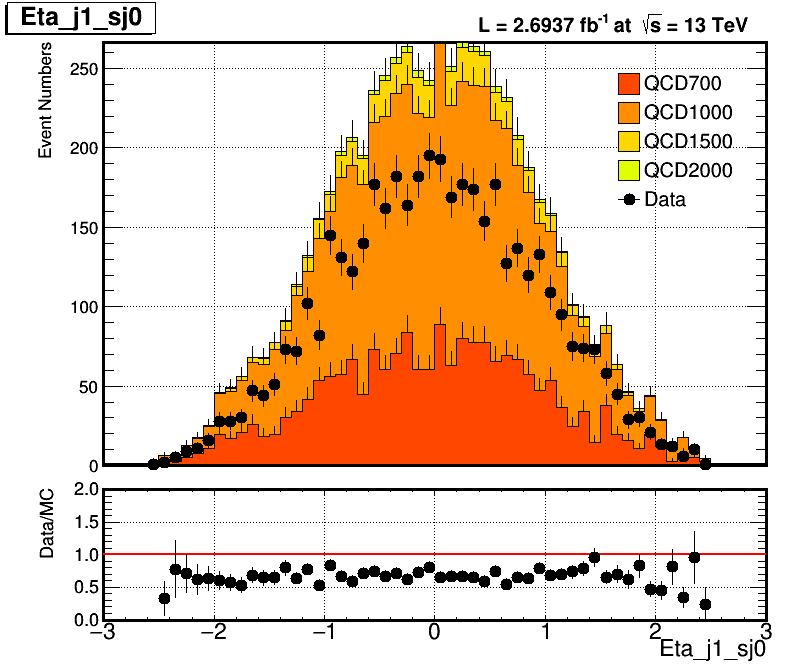 Eta_j1_sj0
L = 2.6937 fb⁻¹ at √s = 13 TeV
Event Numbers
250
200
150
100
50
0
QCD700
QCD1000
QCD1500
QCD2000
Data
Data/MC
2.0
1.5
1.0
0.5
0.0
−3 −2 −1 0 1 2 3
Eta_j1_sj0